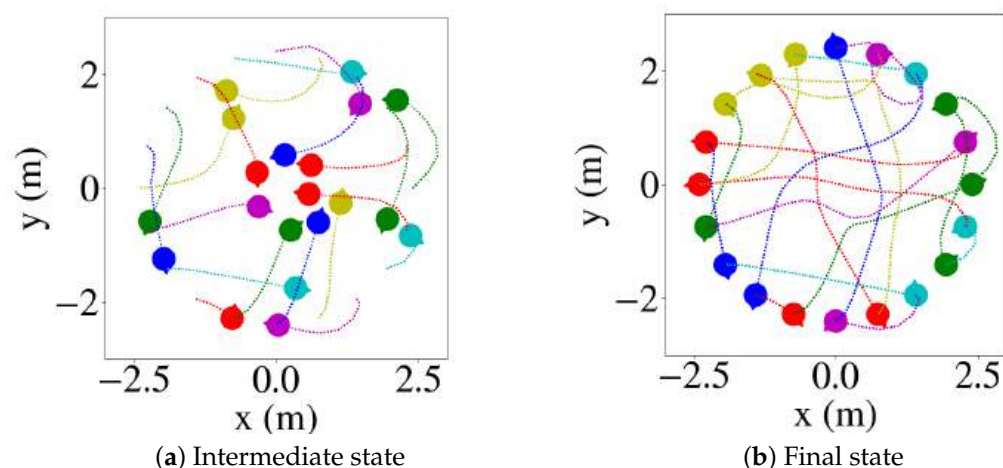 2
0
−2
y (m)
−2.5
0.0
2.5
x (m)
(a) Intermediate state
2
0
−2
y (m)
−2.5
0.0
2.5
x (m)
(b) Final state